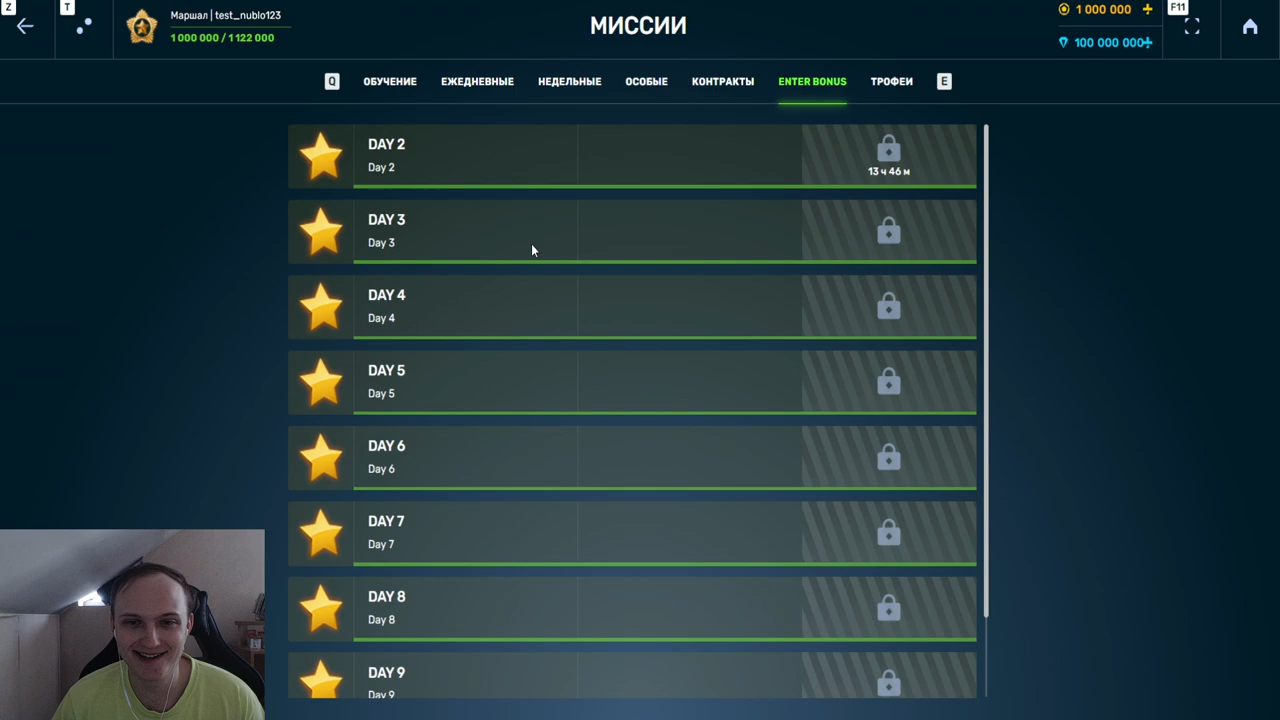 Z
T
Маршал | test_nublo123
1 000 000 / 1 122 000
МИССИИ
1 000 000
100 000 000
F11
Q
ОБУЧЕНИЕ
ЕЖЕДНЕВНЫЕ
НЕДЕЛЬНЫЕ
ОСОБЫЕ
КОНТРАКТЫ
ENTER BONUS
ТРОФЕИ
E
DAY 2
Day 2
13 ч 46 м
DAY 3
Day 3
DAY 4
Day 4
DAY 5
Day 5
DAY 6
Day 6
DAY 7
Day 7
DAY 8
Day 8
DAY 9
Day 9